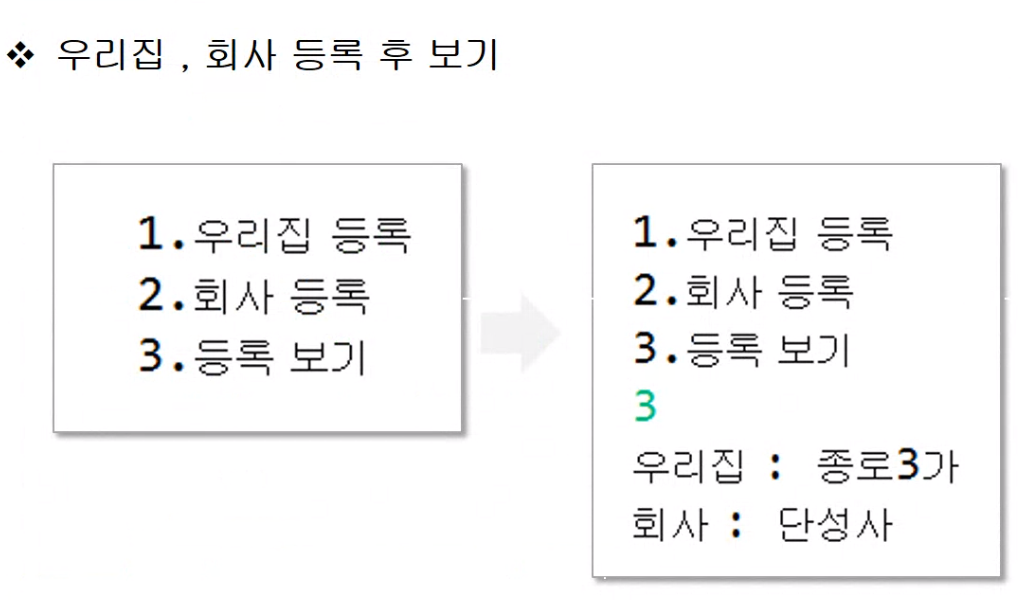 ❖ 우리집 , 회사 등록 후 보기
1.우리집 등록
2.회사 등록
3.등록 보기
1.우리집 등록
2.회사 등록
3.등록 보기
3
우리집 : 종로3가
회사 : 단성사